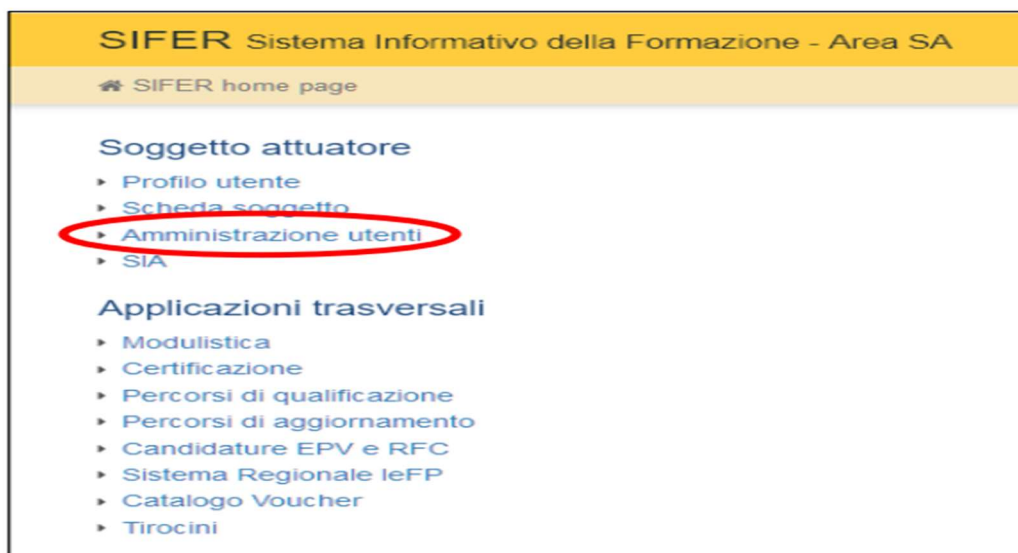 SIFER Sistema Informativo della Formazione - Area SA
SIFER home page
Soggetto attuatore
Profilo utente
Scheda soggetto
Amministrazione utenti
SIA
Applicazioni trasversali
Modulistica
Certificazione
Percorsi di qualificazione
Percorsi di aggiornamento
Candidature EPV e RFC
Sistema Regionale IeFP
Catalogo Voucher
Tirocini